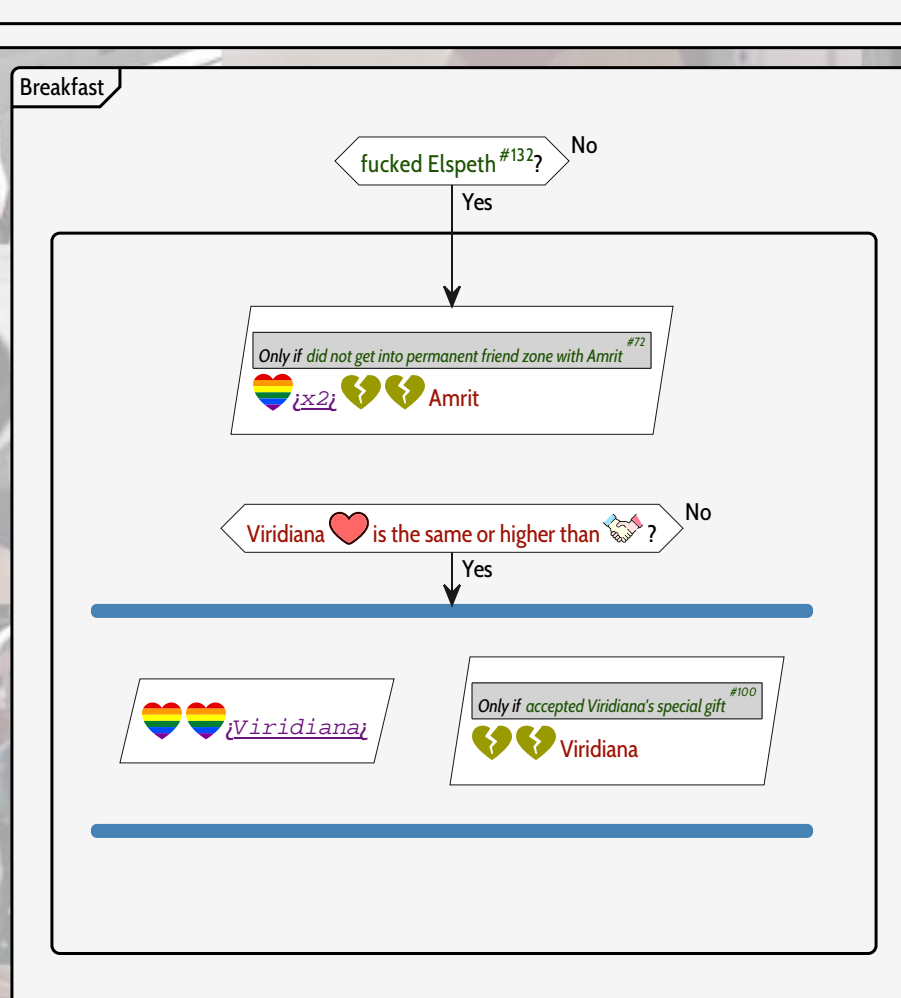 Breakfast
fucked Elspeth #132?
No
Yes
#72
Only if did not get into permanent friend zone with Amrit
¿x2¿ Amrit
Viridiana is the same or higher than ?
No
Yes
¿Viridiana¿
#100
Only if accepted Viridiana's special gift
Viridiana